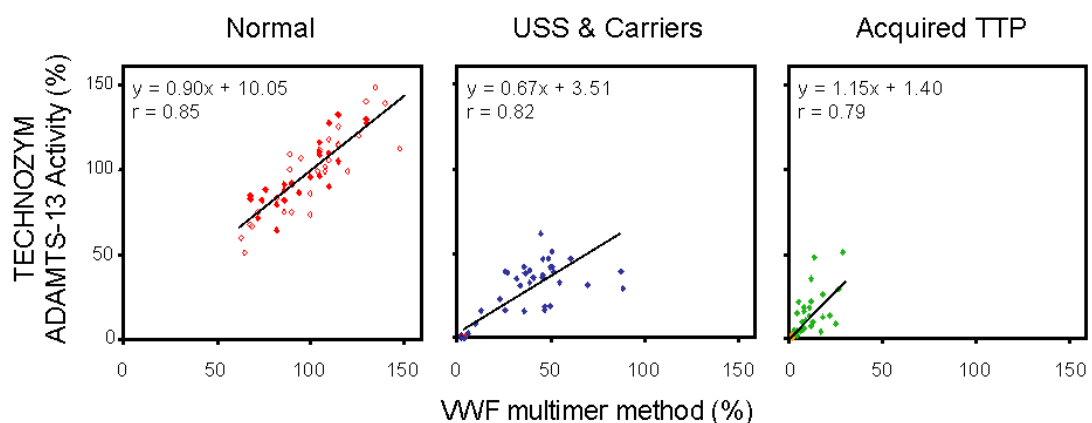 Normal
USS & Carriers
Acquired TTP
TECHNOZYM
ADAMTS-13 Activity (%)
150
100
50
0
y = 0.90x + 10.05
r = 0.85
y = 0.67x + 3.51
r = 0.82
y = 1.15x + 1.40
r = 0.79
0 50 100 150
0 50 100 150
0 50 100 150
VWF multimer method (%)